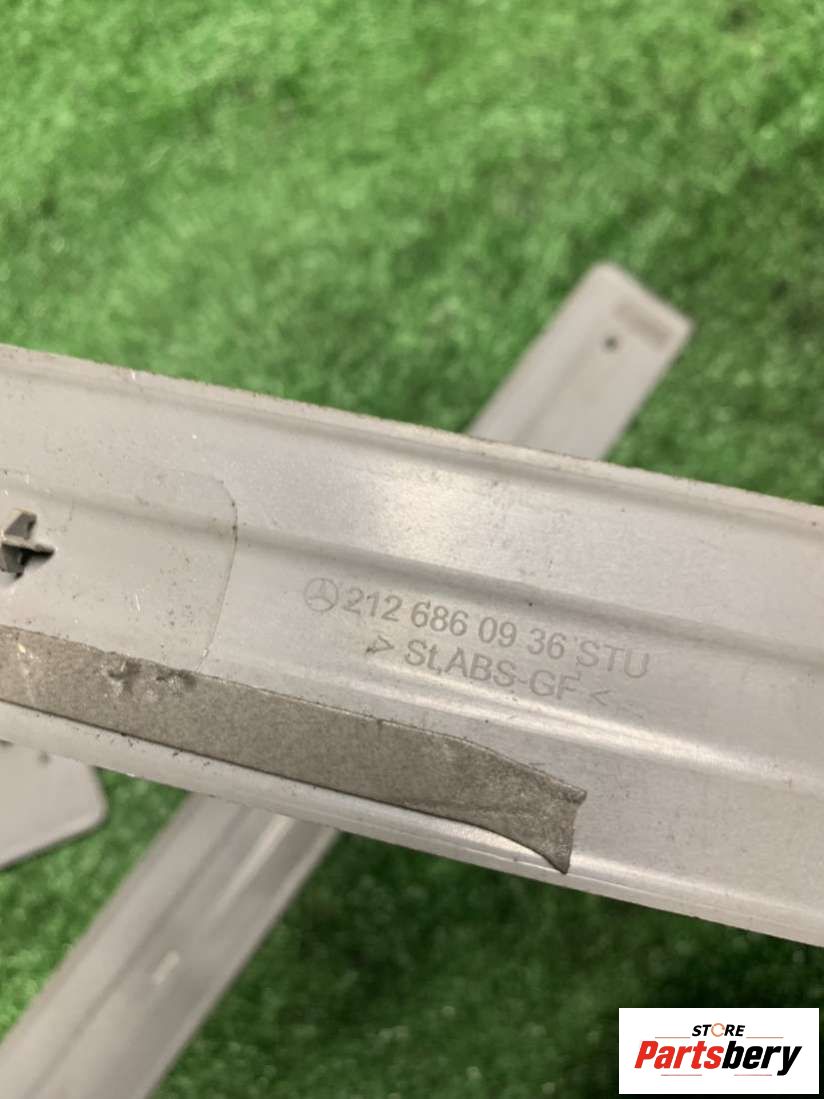 212 686 09 36 STU
> St,ABS-GF <
STORE
Partsbery